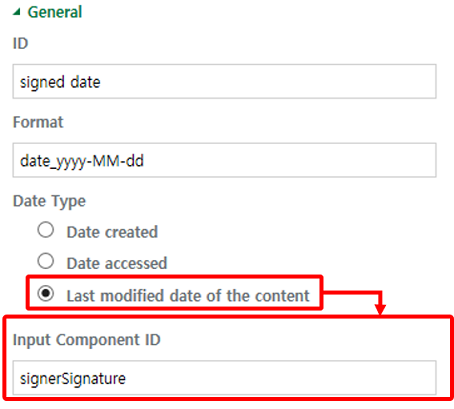 General
ID
signed date
Format
date_yyyy-MM-dd
Date Type
Date created
Date accessed
Last modified date of the content
Input Component ID
signerSignature